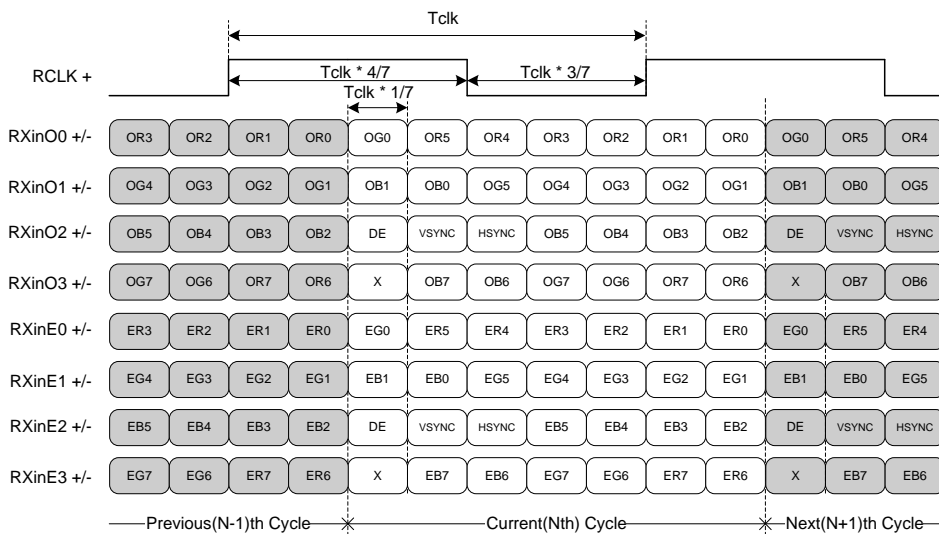 Tclk
RCLK +
Tclk * 4/7 Tclk * 3/7
Tclk * 1/7
RXinO0 +/- OR3 OR2 OR1 OR0 OG0 OR5 OR4 OR3 OR2 OR1 OR0 OG0 OR5 OR4
RXinO1 +/- OG4 OG3 OG2 OG1 OB1 OB0 OG5 OG4 OG3 OG2 OG1 OB1 OB0 OG5
RXinO2 +/- OB5 OB4 OB3 OB2 DE VSYNC HSYNC OB5 OB4 OB3 OB2 DE VSYNC HSYNC
RXinO3 +/- OG7 OG6 OR7 OR6 X OB7 OB6 OG7 OG6 OR7 OR6 X OB7 OB6
RXinE0 +/- ER3 ER2 ER1 ER0 EG0 ER5 ER4 ER3 ER2 ER1 ER0 EG0 ER5 ER4
RXinE1 +/- EG4 EG3 EG2 EG1 EB1 EB0 EG5 EG4 EG3 EG2 EG1 EB1 EB0 EG5
RXinE2 +/- EB5 EB4 EB3 EB2 DE VSYNC HSYNC EB5 EB4 EB3 EB2 DE VSYNC HSYNC
RXinE3 +/- EG7 EG6 ER7 ER6 X EB7 EB6 EG7 EG6 ER7 ER6 X EB7 EB6
Previous(N-1)th Cycle Current(Nth) Cycle Next(N+1)th Cycle